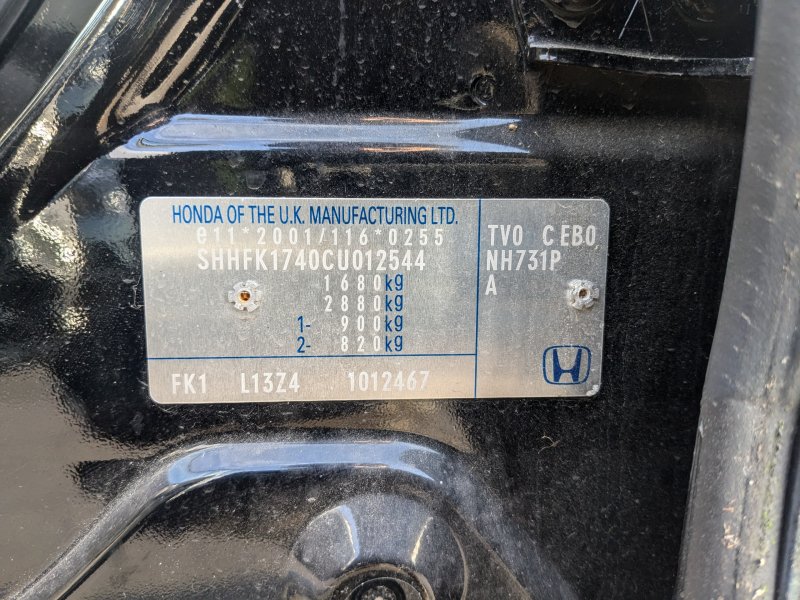 HONDA OF THE U.K. MANUFACTURING LTD.
e11*2001/116*0255
SHHFK1740CU012544
1680kg
2880kg
1- 900kg
2- 820kg
FK1 L13Z4 1012467
TVO C EBO
NH731P
A